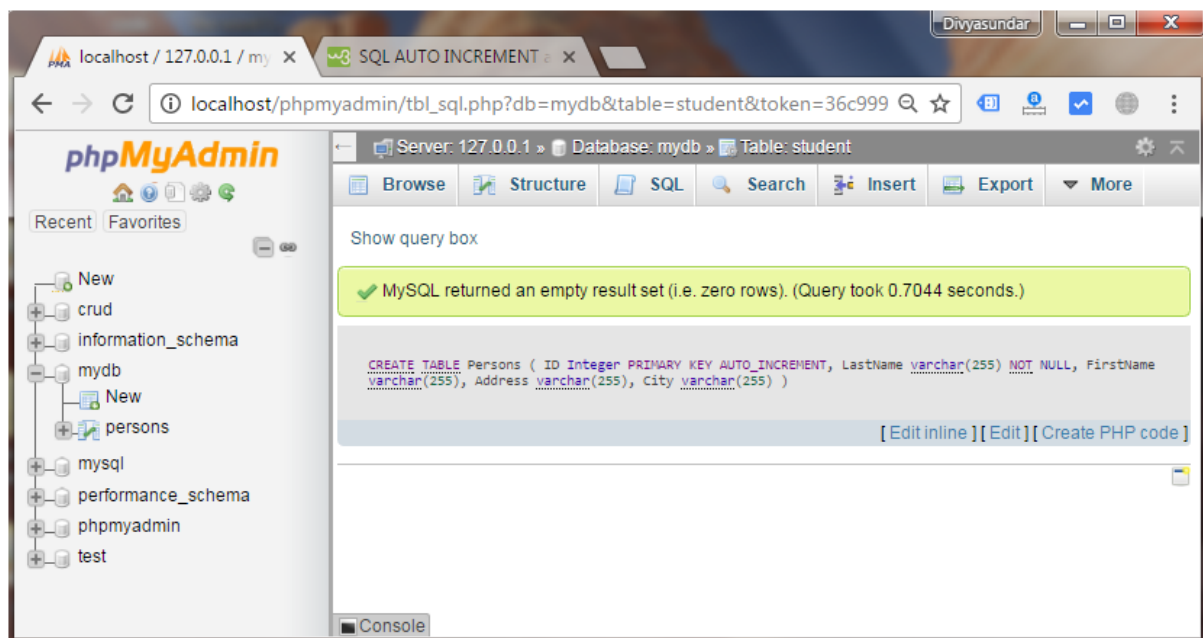 Divyasundar
localhost / 127.0.0.1 / my
SQL AUTO INCREMENT a
localhost/phpmyadmin/tbl_sql.php?db=mydb&table=student&token=36c999
phpMyAdmin
Recent Favorites
New
crud
information_schema
mydb
New
persons
mysql
performance_schema
phpmyadmin
test
Server: 127.0.0.1 » Database: mydb » Table: student
Browse Structure SQL Search Insert Export More
Show query box
MySQL returned an empty result set (i.e. zero rows). (Query took 0.7044 seconds.)
CREATE TABLE Persons ( ID Integer PRIMARY KEY AUTO_INCREMENT, LastName varchar(255) NOT NULL, FirstName
varchar(255), Address varchar(255), City varchar(255) )
[ Edit inline ] [ Edit ] [ Create PHP code ]
Console